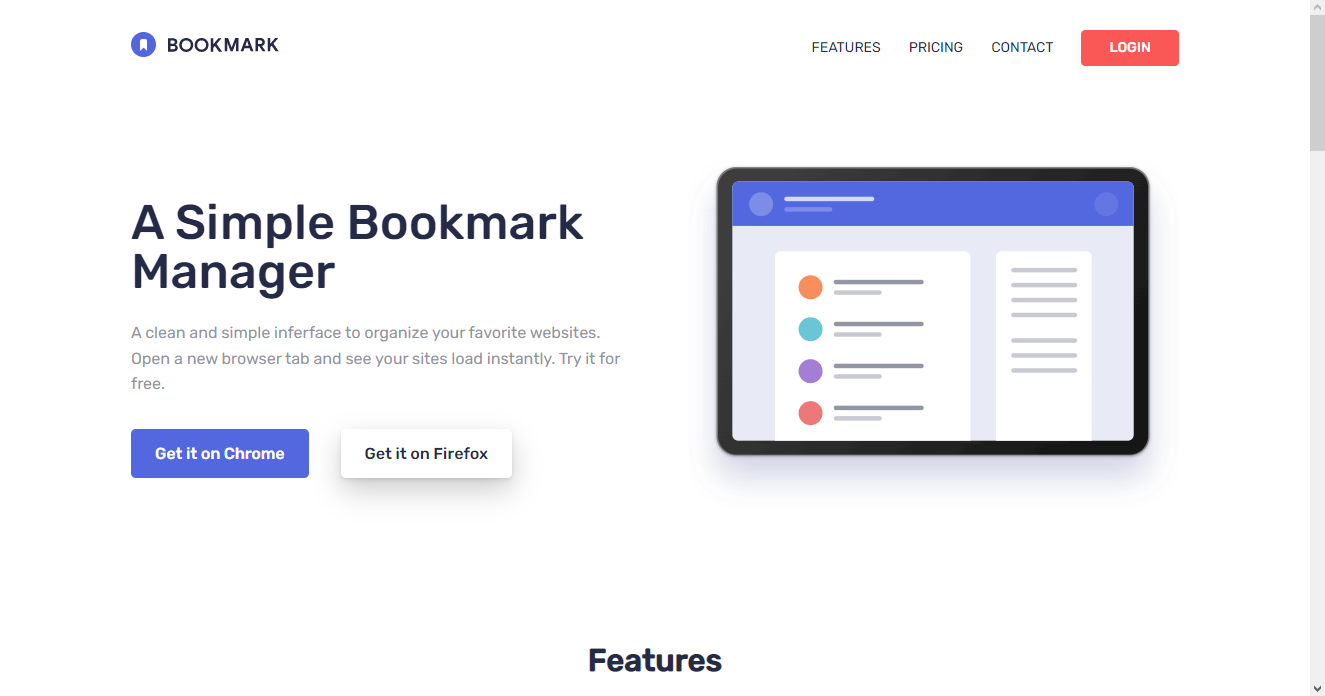 BOOKMARK
FEATURES
PRICING
CONTACT
LOGIN
A Simple Bookmark
Manager
A clean and simple inferface to organize your favorite websites.
Open a new browser tab and see your sites load instantly. Try it for
free.
Get it on Chrome
Get it on Firefox
Features